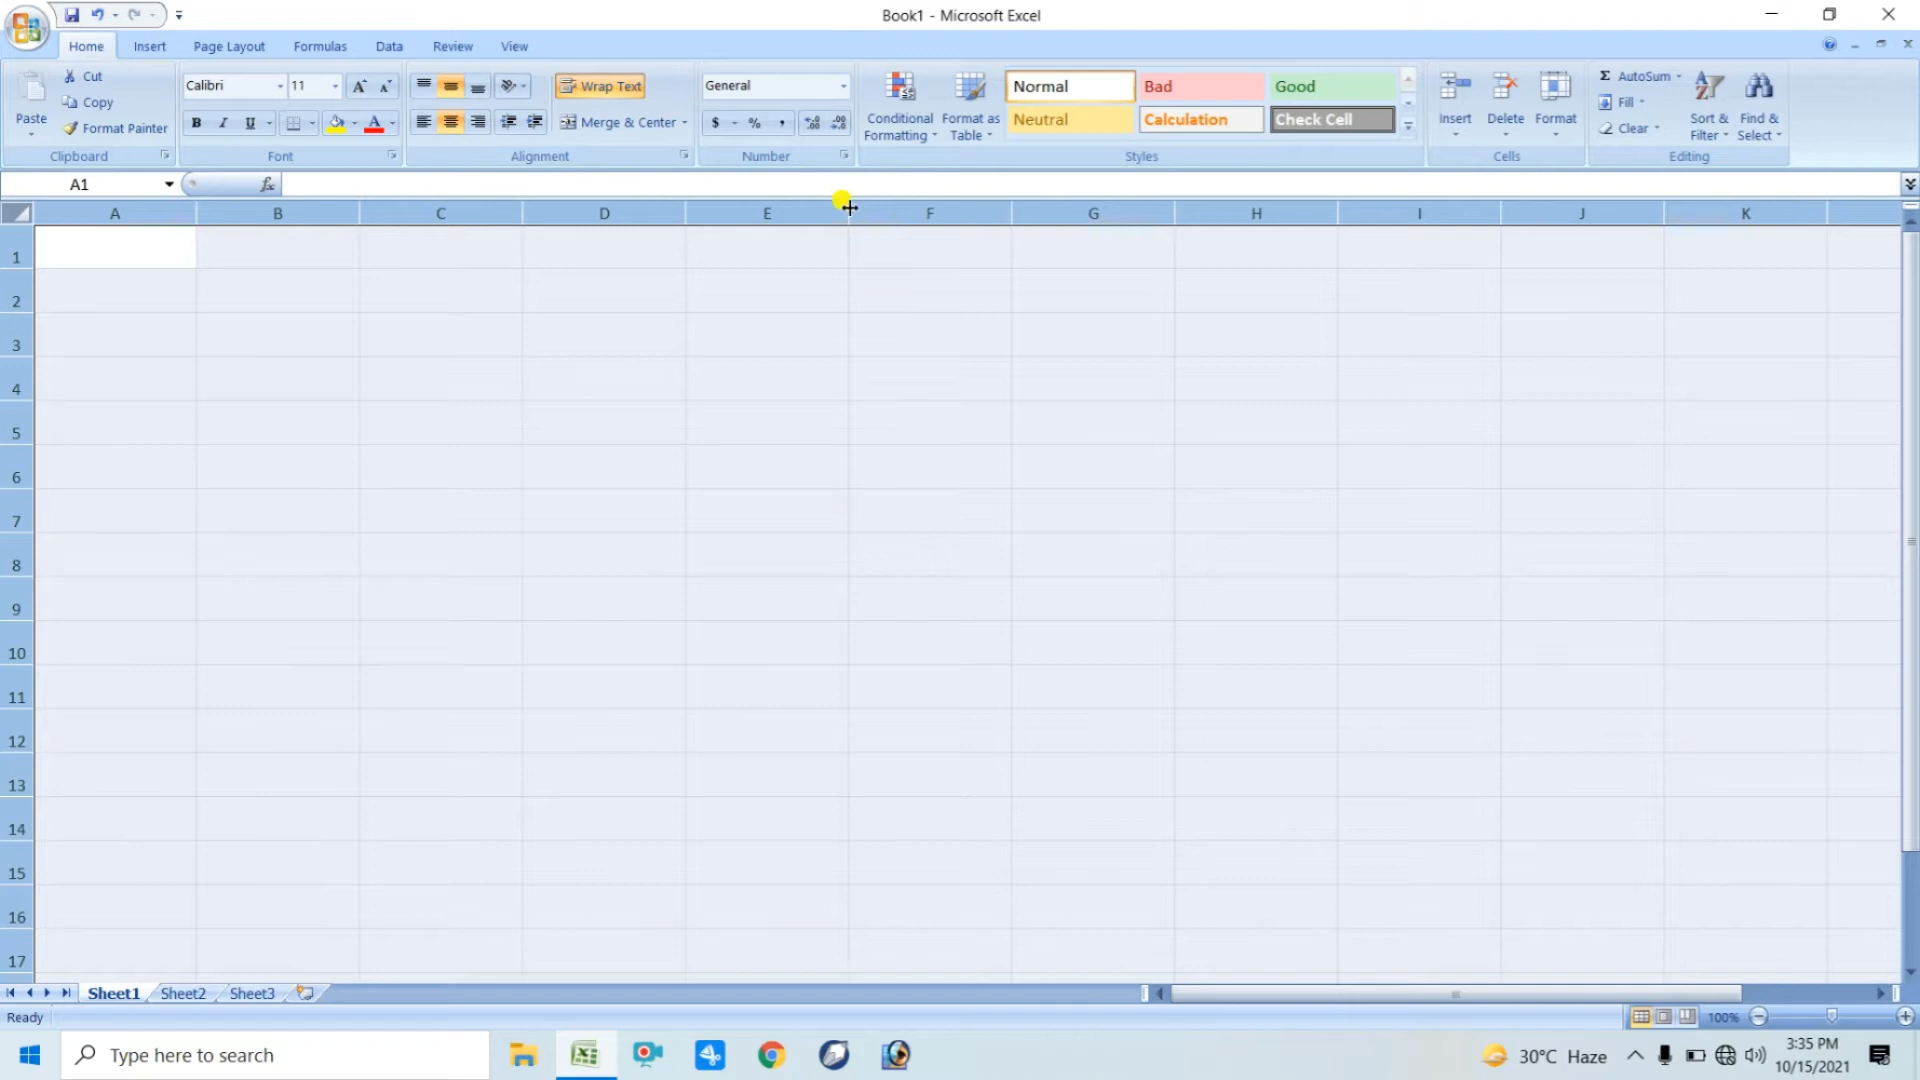 Book1 - Microsoft Excel
Home Insert Page Layout Formulas Data Review View
Paste
Cut
Copy
Format Painter
Clipboard
Calibri 11 A A
B I U A
Font
Wrap Text
Merge & Center
Alignment
General
$ % , .00 .00
Number
Conditional Formatting
Format as Table
Normal Bad Good
Neutral Calculation Check Cell
Styles
Insert Delete Format
Cells
Σ AutoSum
Fill
Clear
Sort & Filter
Find & Select
Editing
A1 fx
A B C D E F G H I J K
1
2
3
4
5
6
7
8
9
10
11
12
13
14
15
16
17
Sheet1 Sheet2 Sheet3
Ready 100%
Type here to search
30°C Haze
3:35 PM
10/15/2021